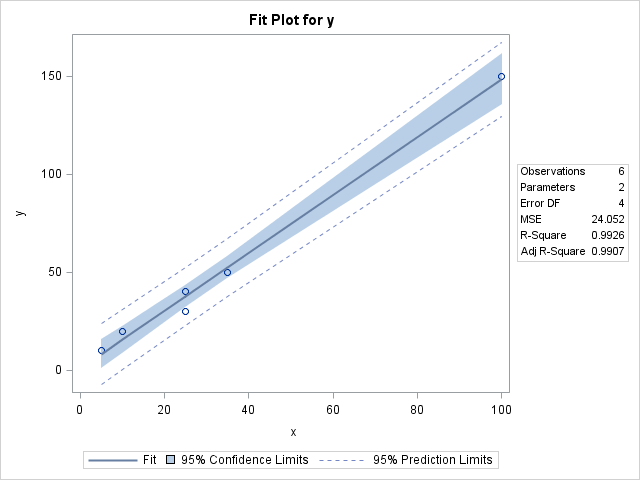 Fit Plot for y
150
100
50
0
y
0 20 40 60 80 100
x
Observations 6
Parameters 2
Error DF 4
MSE 24.052
R-Square 0.9926
Adj R-Square 0.9907
Fit 95% Confidence Limits 95% Prediction Limits